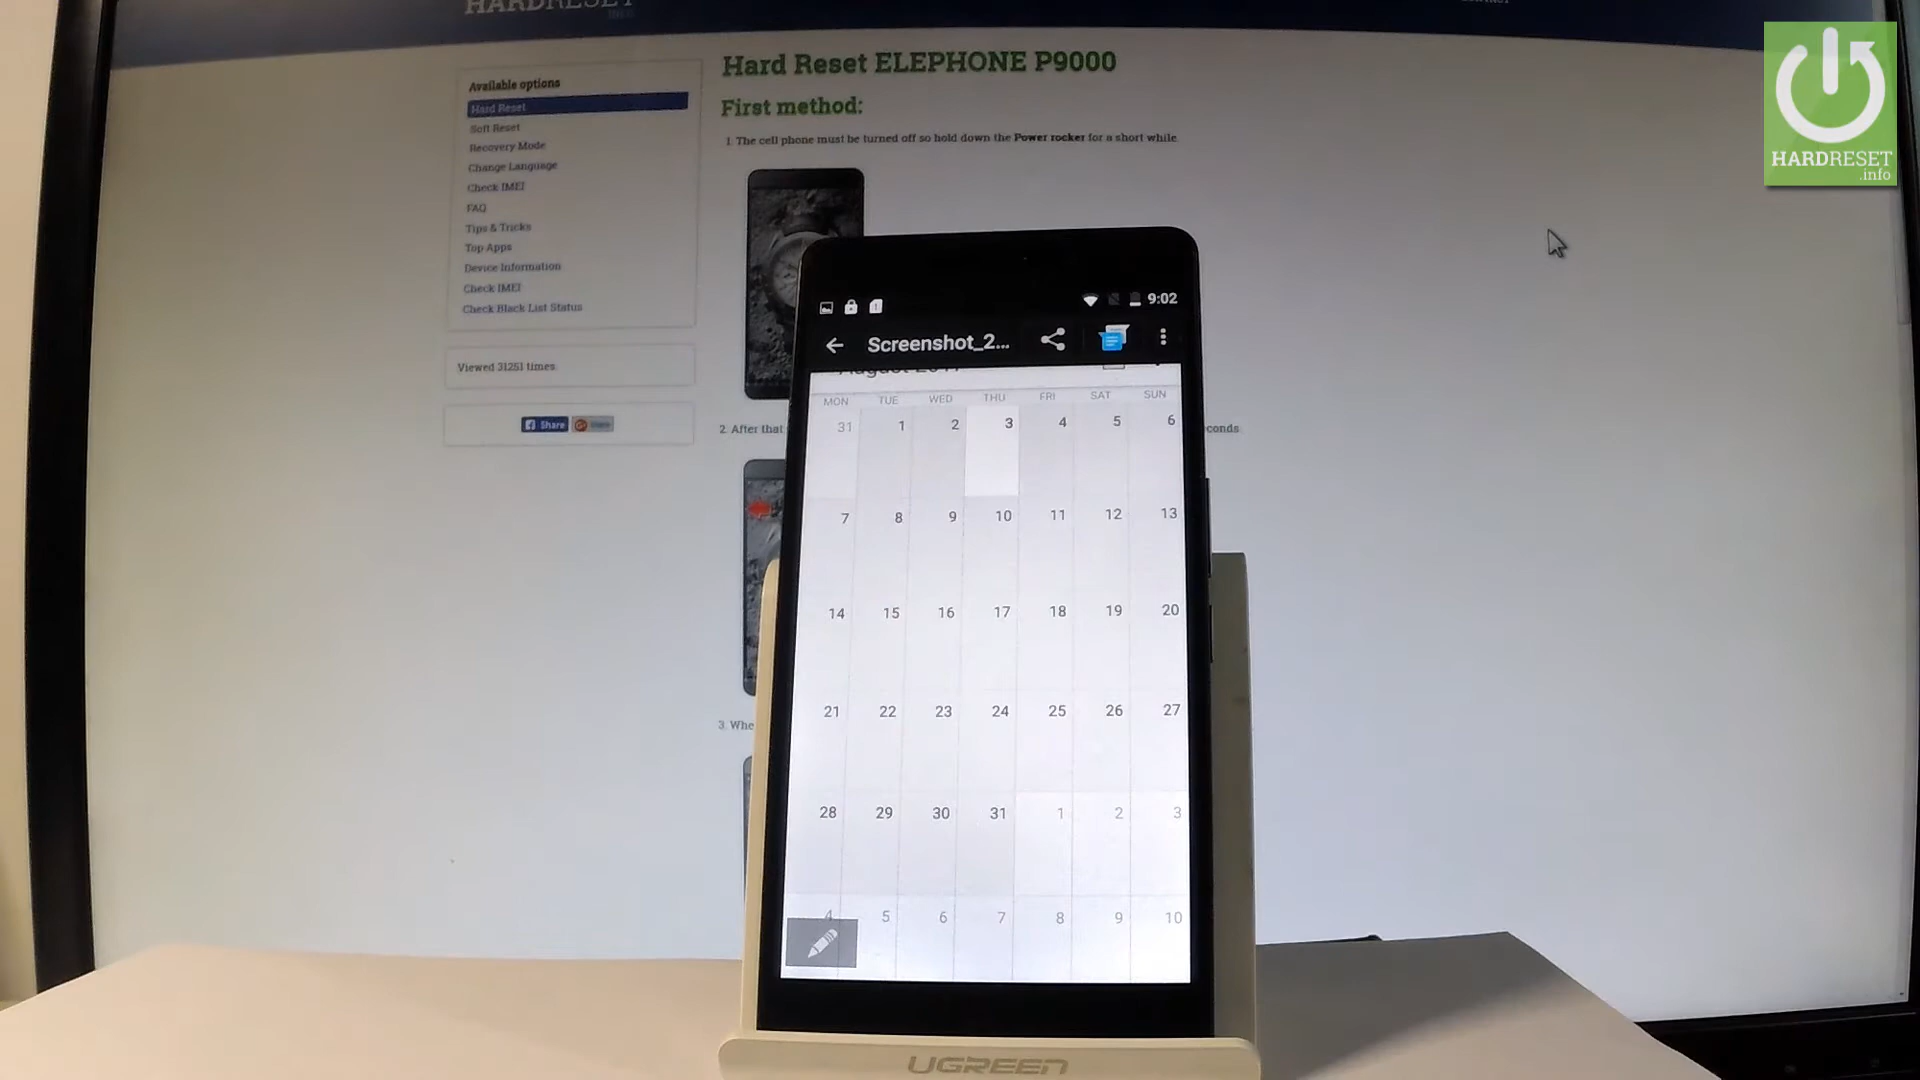 HARDRESET
Available options
Hard Reset
Soft Reset
Recovery Mode
Change Language
Check IMEI
FAQ
Tips & Tricks
Top Apps
Device Information
Check IMEI
Check Black List Status
Viewed 31251 times
Share
Hard Reset ELEPHONE P9000
First method:
1. The cell phone must be turned off so hold down the Power rocker for a short while.
2. After that
conds
3. Whe
HARDRESET
.info
9:02
Screenshot_2...
MON TUE WED THU FRI SAT SUN
31 1 2 3 4 5 6
7 8 9 10 11 12 13
14 15 16 17 18 19 20
21 22 23 24 25 26 27
28 29 30 31 1 2 3
4 5 6 7 8 9 10
UGREEN